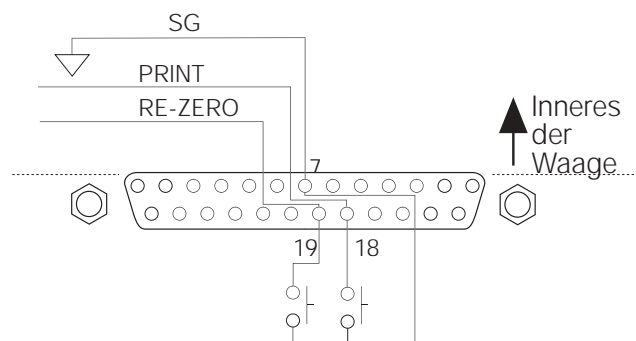 SG
PRINT
RE-ZERO
Inneres
der
Waage
7
19
18